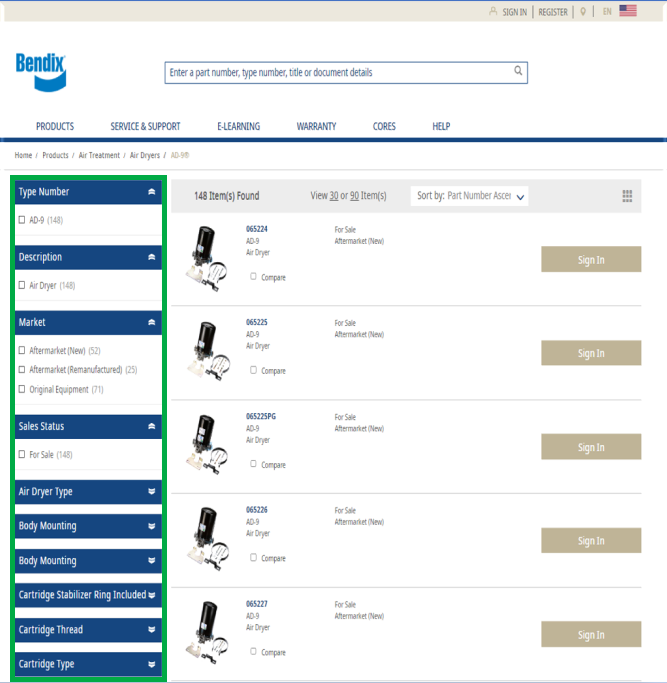 SIGN IN | REGISTER | | EN
Bendix
Enter a part number, type number, title or document details
PRODUCTS SERVICE & SUPPORT E-LEARNING WARRANTY CORES HELP
Home / Products / Air Treatment / Air Dryers / AD-9®
Type Number
AD-9 (148)
Description
Air Dryer (148)
Market
Aftermarket (New) (52)
Aftermarket (Remanufactured) (25)
Original Equipment (71)
Sales Status
For Sale (148)
Air Dryer Type
Body Mounting
Body Mounting
Cartridge Stabilizer Ring Included
Cartridge Thread
Cartridge Type
148 Item(s) Found View 30 or 90 Item(s) Sort by: Part Number Ascer
065224
AD-9
Air Dryer
Compare
For Sale
Aftermarket (New)
Sign In
065225
AD-9
Air Dryer
Compare
For Sale
Aftermarket (New)
Sign In
065225PG
AD-9
Air Dryer
Compare
For Sale
Aftermarket (New)
Sign In
065226
AD-9
Air Dryer
Compare
For Sale
Aftermarket (New)
Sign In
065227
AD-9
Air Dryer
Compare
For Sale
Aftermarket (New)
Sign In